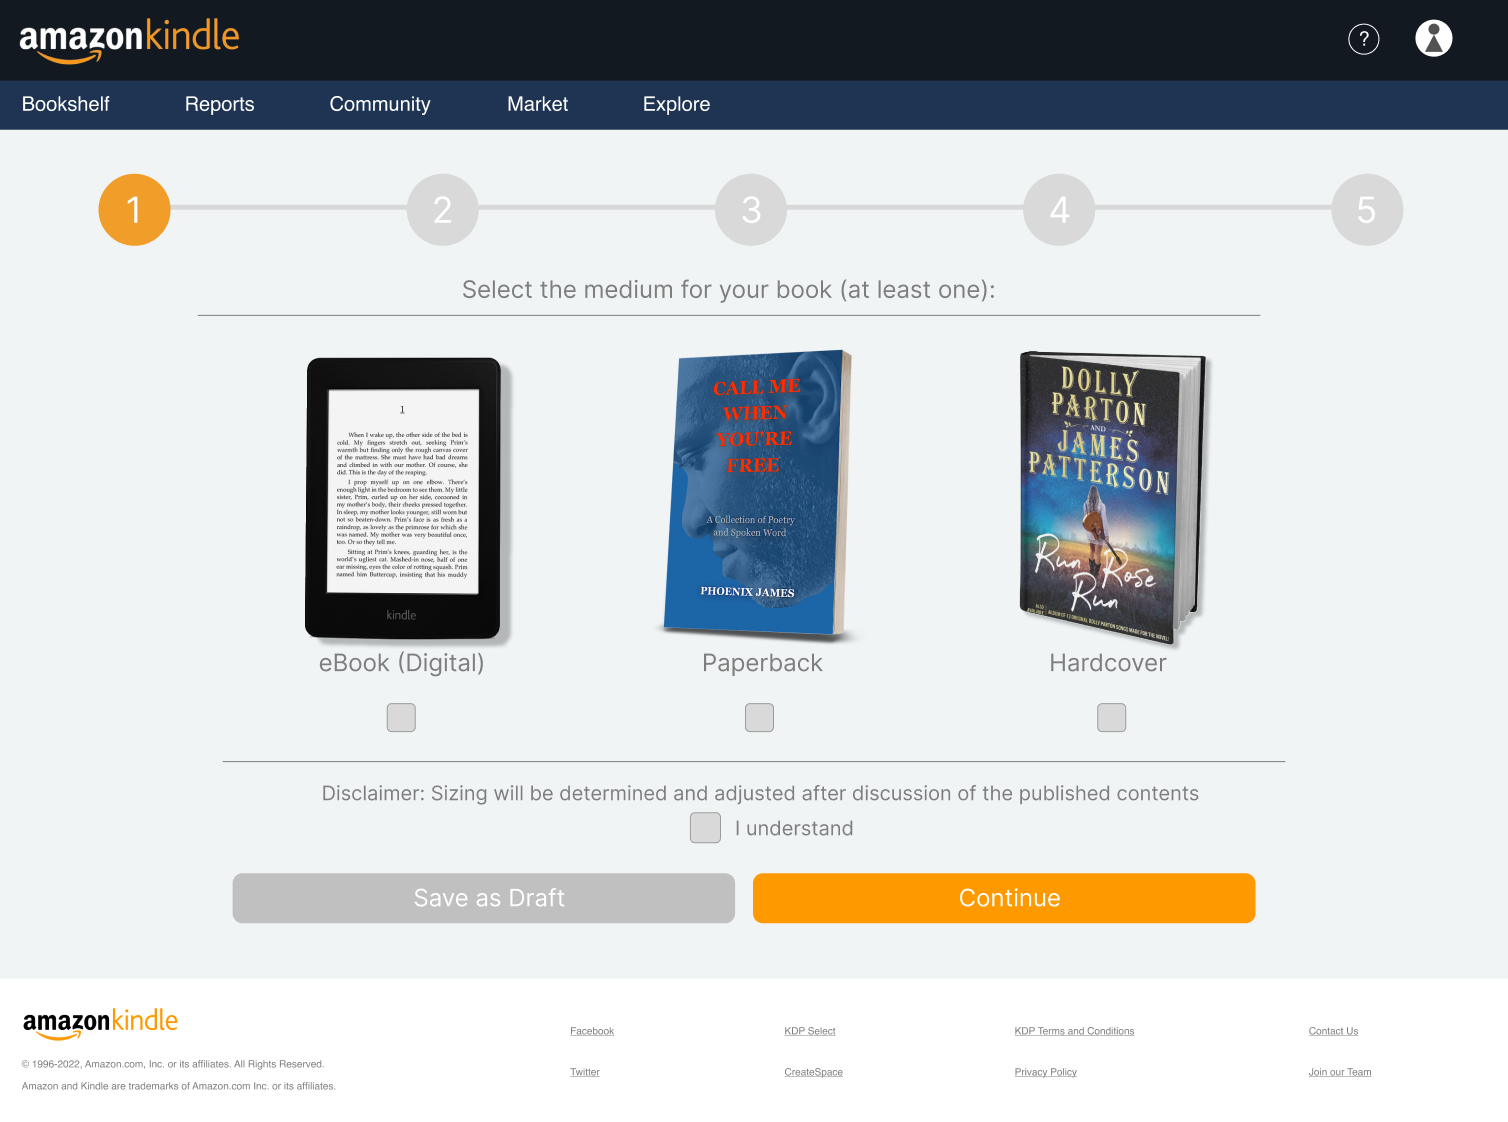 amazonkindle
?
Bookshelf Reports Community Market Explore
1 2 3 4 5
Select the medium for your book (at least one):
1
When I wake up, the other side of the bed is
cold. My fingers stretch out, seeking Prim's
warmth but finding only the rough canvas cover
of the mattress. She must have had bad dreams
and climbed in with our mother. Of course, she
did. This is the day of the reaping.
I prop myself up on one elbow. There's
enough light in the bedroom to see them. My little
sister, Prim, curled up on her side, cocooned in
my mother's body, their cheeks pressed together.
In sleep, my mother looks younger, still worn but
not so beaten-down. Prim's face is as fresh as a
raindrop, as lovely as the primrose for which she
was named. My mother was very beautiful once,
too. Or so they tell me.
Sitting at Prim's knees, guarding her, is the
world's ugliest cat. Mashed-in nose, half of one
ear missing, eyes the color of rotting squash. Prim
named him Buttercup, insisting that his muddy
kindle
CALL ME
WHEN
YOU'RE
FREE
A Collection of Poetry
and Spoken Word
PHOENIX JAMES
DOLLY
PARTON
AND
JAMES
PATTERSON
Run Rose
Run
ALSO
AVAILABLE
ALBUM OF 12 ORIGINAL DOLLY PARTON SONGS MADE FOR THE NOVEL!
eBook (Digital) Paperback Hardcover
Disclaimer: Sizing will be determined and adjusted after discussion of the published contents
I understand
Save as Draft Continue
amazonkindle
© 1996-2022, Amazon.com, Inc. or its affiliates. All Rights Reserved.
Amazon and Kindle are trademarks of Amazon.com Inc. or its affiliates.
Facebook KDP Select KDP Terms and Conditions Contact Us
Twitter CreateSpace Privacy Policy Join our Team